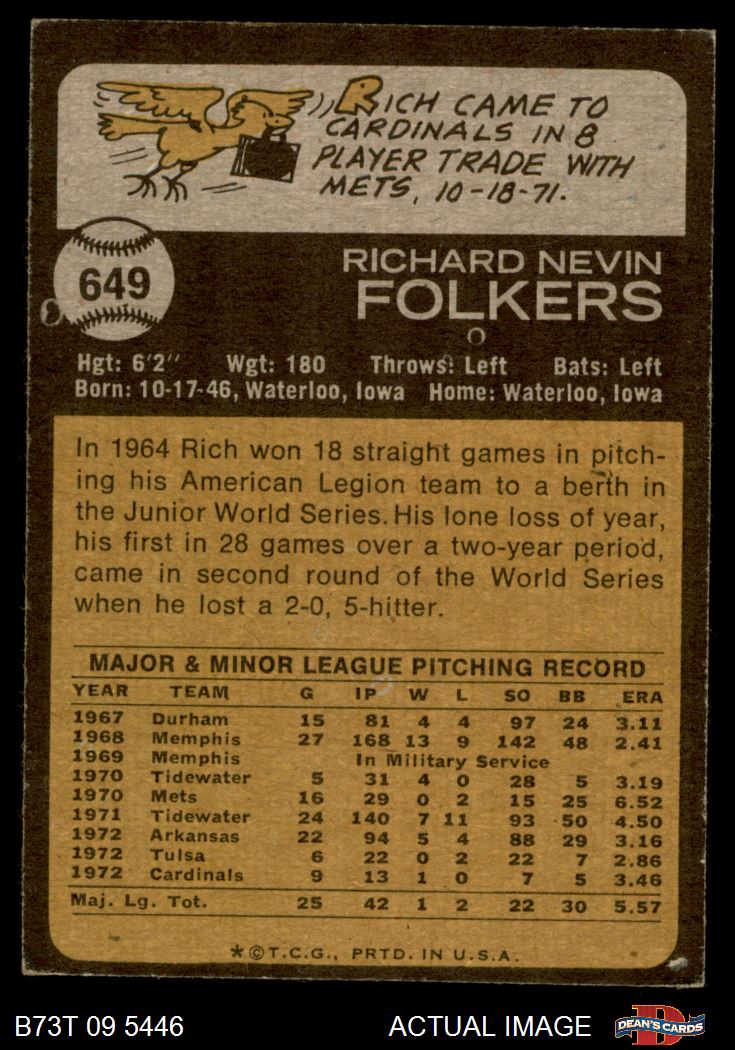 RICH CAME TO
CARDINALS IN 8
PLAYER TRADE WITH
METS, 10-18-71.
649
RICHARD NEVIN
FOLKERS
Hgt: 6'2" Wgt: 180 Throws: Left Bats: Left
Born: 10-17-46, Waterloo, Iowa Home: Waterloo, Iowa
In 1964 Rich won 18 straight games in pitch-
ing his American Legion team to a berth in
the Junior World Series. His lone loss of year,
his first in 28 games over a two-year period,
came in second round of the World Series
when he lost a 2-0, 5-hitter.
MAJOR & MINOR LEAGUE PITCHING RECORD
YEAR TEAM G IP W L SO BB ERA
1967 Durham 15 81 4 4 97 24 3.11
1968 Memphis 27 168 13 9 142 48 2.41
1969 Memphis In Military Service
1970 Tidewater 5 31 4 0 28 5 3.19
1970 Mets 16 29 0 2 15 25 6.52
1971 Tidewater 24 140 7 11 93 50 4.50
1972 Arkansas 22 94 5 4 88 29 3.16
1972 Tulsa 6 22 0 2 22 7 2.86
1972 Cardinals 9 13 1 0 7 5 3.46
Maj. Lg. Tot. 25 42 1 2 22 30 5.57
*©T.C.G., PRTD. IN U.S.A.
B73T 09 5446 ACTUAL IMAGE DEAN'S CARDS